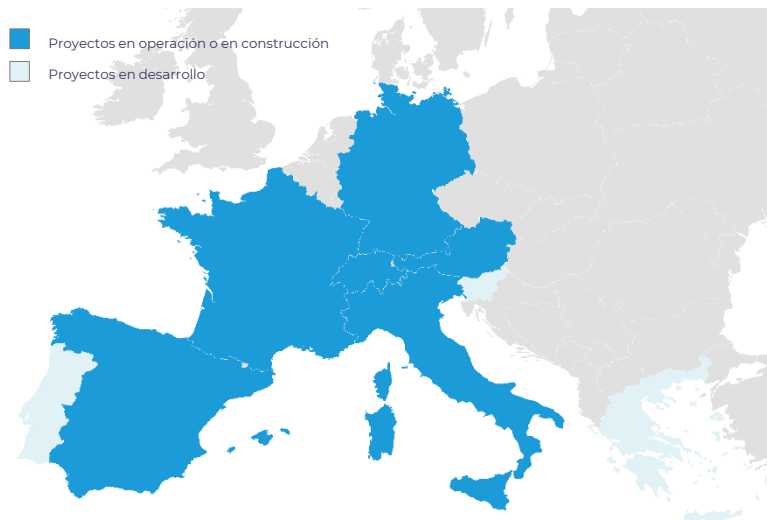 Proyectos en operación o en construcción
Proyectos en desarrollo